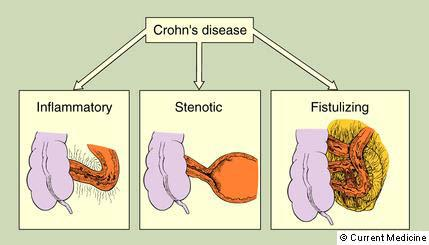 Crohn's disease
Inflammatory
Stenotic
Fistulizing
© Current Medicine